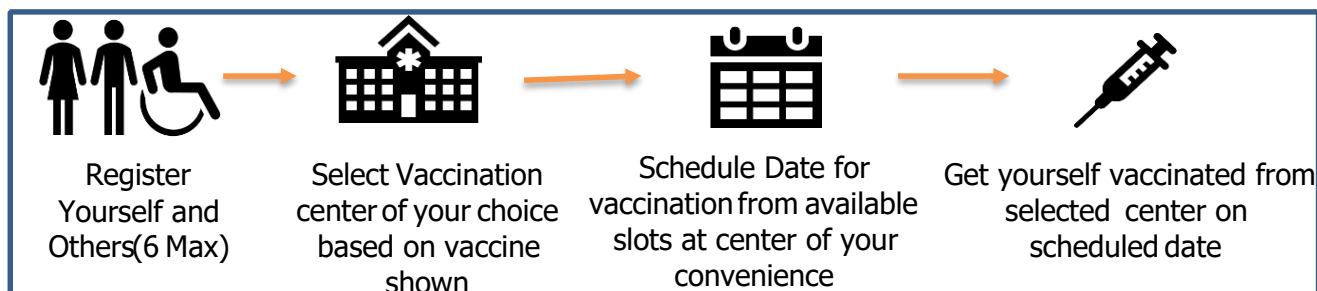 Register
Yourself and
Others(6 Max)
Select Vaccination
center of your choice
based on vaccine
shown
Schedule Date for
vaccination from available
slots at center of your
convenience
Get yourself vaccinated from
selected center on
scheduled date